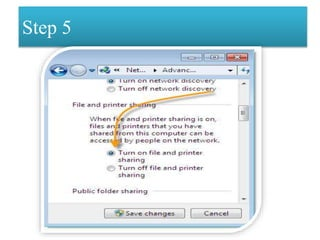 Step 5
Net...
Advanc...
Turn on network discovery
Turn off network discovery
File and printer sharing
When file and printer sharing is on,
files and printers that you have
shared from this computer can be
accessed by people on the network.
Turn on file and printer
sharing
Turn off file and printer
sharing
Public folder sharing
Save changes
Cancel